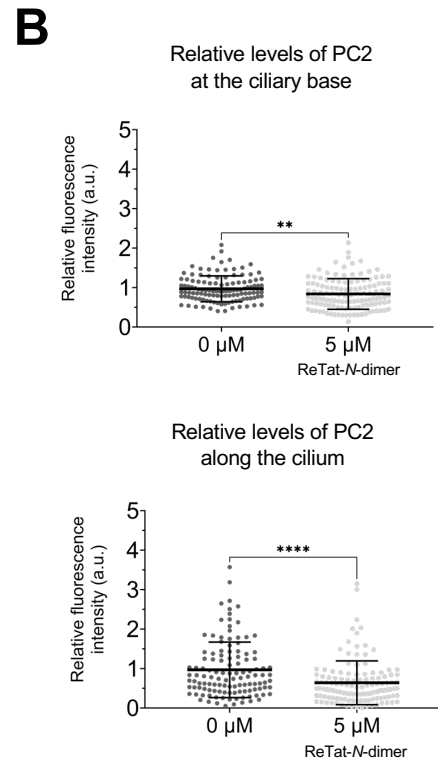 B
Relative levels of PC2
at the ciliary base
Relative fluorescence
intensity (a.u.)
5
4
3
2
1
0
**
0 µM
5 µM
ReTat-N-dimer
Relative levels of PC2
along the cilium
Relative fluorescence
intensity (a.u.)
5
4
3
2
1
0
****
0 µM
5 µM
ReTat-N-dimer